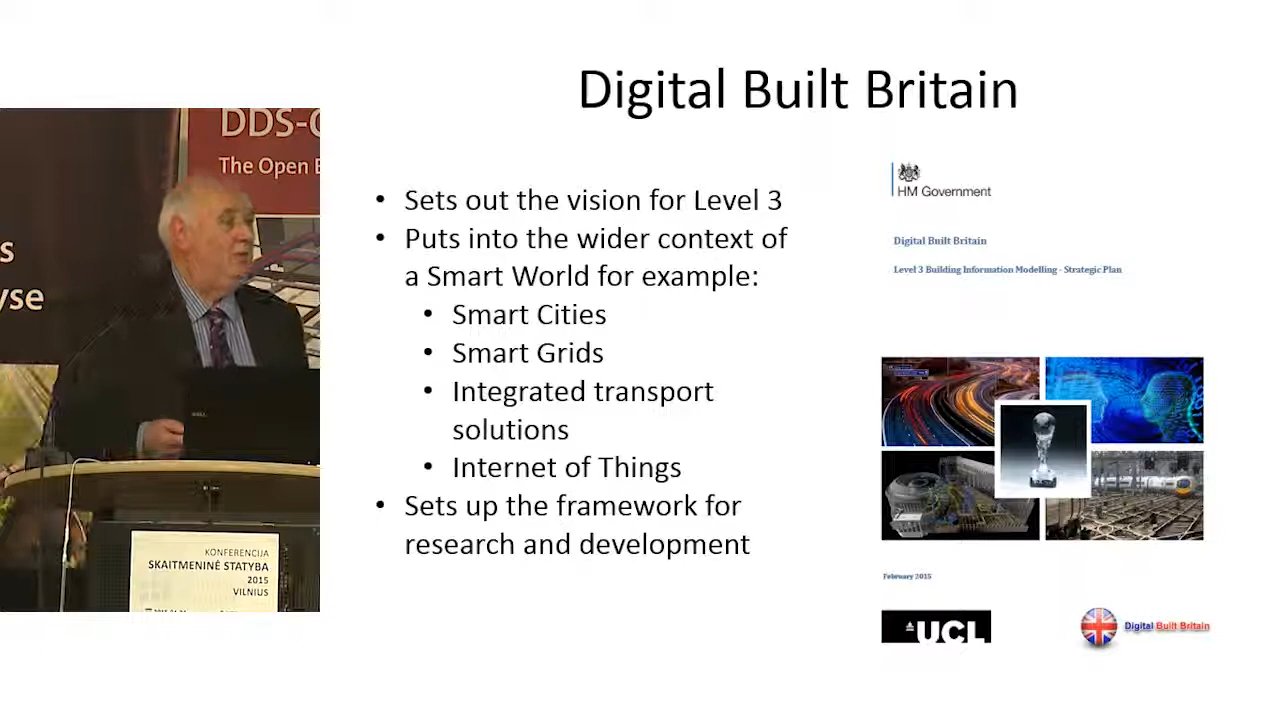 Digital Built Britain
DDS-
The Open
s
yse
KONFERENCIJA
SKAITMENINĖ STATYBA
2015
VILNIUS
• Sets out the vision for Level 3
• Puts into the wider context of
a Smart World for example:
• Smart Cities
• Smart Grids
• Integrated transport
solutions
• Internet of Things
• Sets up the framework for
research and development
HM Government
Digital Built Britain
Level 3 Building Information Modelling - Strategic Plan
February 2015
UCL
Digital Built Britain